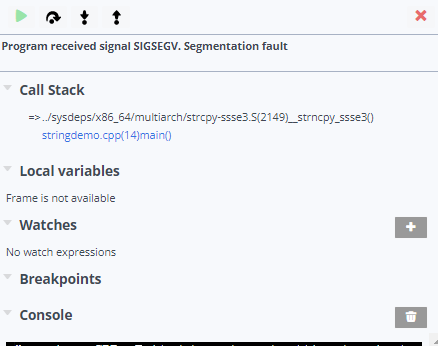 Program received signal SIGSEGV. Segmentation fault
Call Stack
=> ../sysdeps/x86_64/multiarch/strcpy-ssse3.S(2149)__strncpy_ssse3()
stringdemo.cpp(14)main()
Local variables
Frame is not available
Watches
No watch expressions
Breakpoints
Console